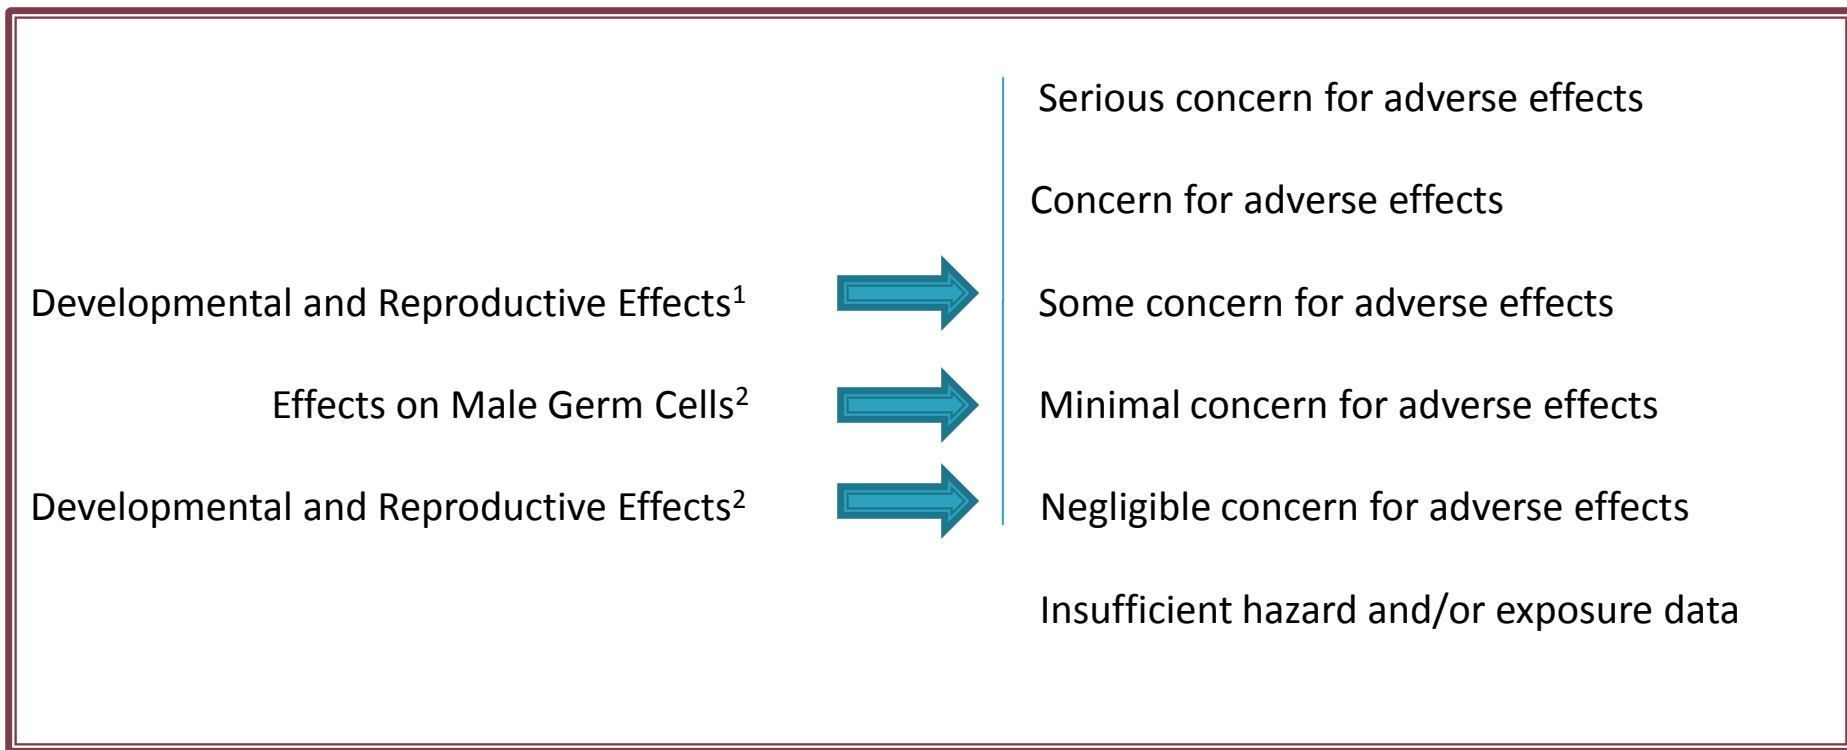 Serious concern for adverse effects
Concern for adverse effects
Developmental and Reproductive Effects¹ Some concern for adverse effects
Effects on Male Germ Cells² Minimal concern for adverse effects
Developmental and Reproductive Effects² Negligible concern for adverse effects
Insufficient hazard and/or exposure data